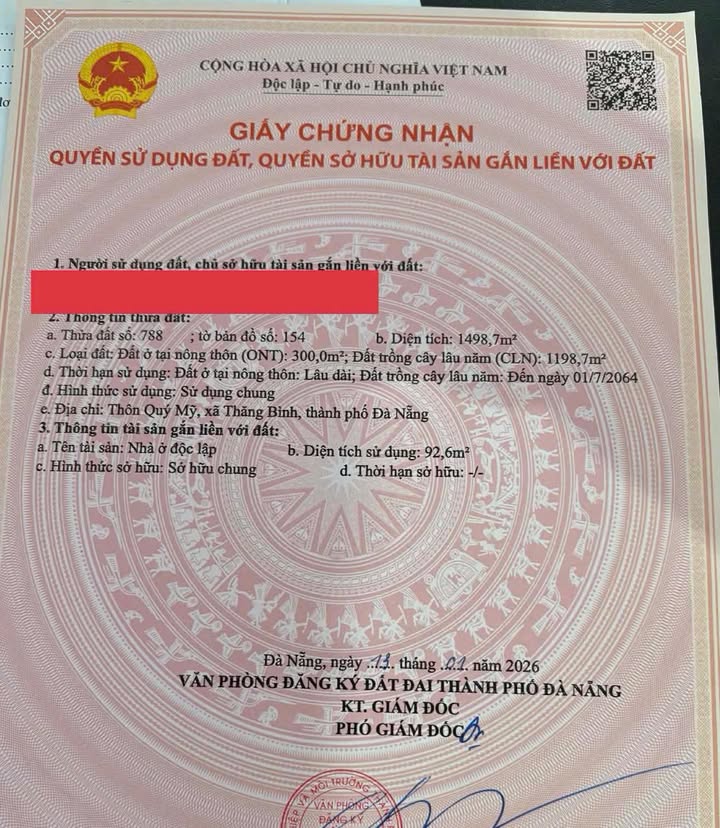 CỘNG HÒA XÃ HỘI CHỦ NGHĨA VIỆT NAM
Độc lập - Tự do - Hạnh phúc
GIẤY CHỨNG NHẬN
QUYỀN SỬ DỤNG ĐẤT, QUYỀN SỞ HỮU TÀI SẢN GẮN LIỀN VỚI ĐẤT
1. Người sử dụng đất, chủ sở hữu tài sản gắn liền với đất:
2. Thông tin thửa đất:
a. Thửa đất số: 788 ; tờ bản đồ số: 154 b. Diện tích: 1498,7m²
c. Loại đất: Đất ở tại nông thôn (ONT): 300,0m²; Đất trồng cây lâu năm (CLN): 1198,7m²
d. Thời hạn sử dụng: Đất ở tại nông thôn: Lâu dài; Đất trồng cây lâu năm: Đến ngày 01/7/2064
đ. Hình thức sử dụng: Sử dụng chung
e. Địa chỉ: Thôn Quý Mỹ, xã Thăng Bình, thành phố Đà Nẵng
3. Thông tin tài sản gắn liền với đất:
a. Tên tài sản: Nhà ở độc lập b. Diện tích sử dụng: 92,6m²
c. Hình thức sở hữu: Sở hữu chung d. Thời hạn sở hữu: -/-
Đà Nẵng, ngày .13. tháng .01. năm 2026
VĂN PHÒNG ĐĂNG KÝ ĐẤT ĐAI THÀNH PHỐ ĐÀ NẴNG
KT. GIÁM ĐỐC
PHÓ GIÁM ĐỐC
VÀ MÔI TRƯỜNG
VĂN PHÒNG
ĐĂNG KÝ